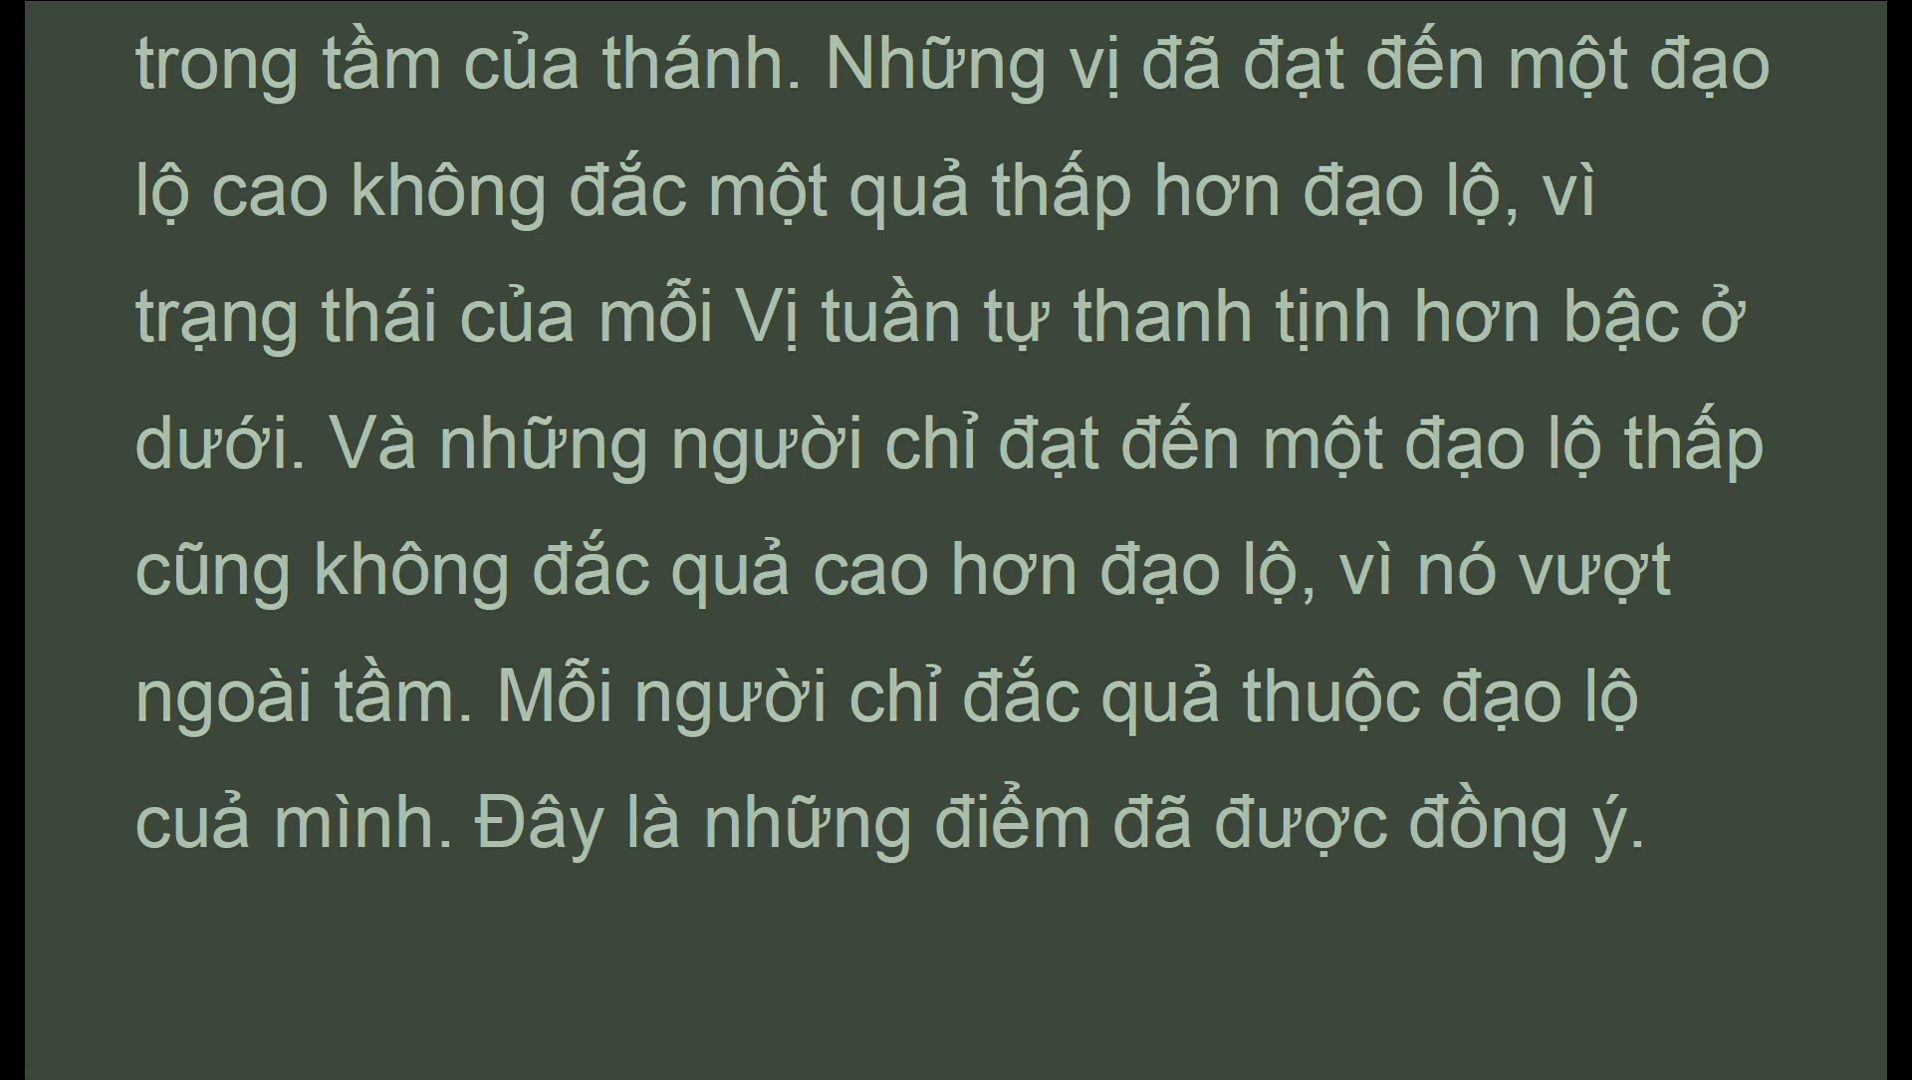 trong tầm của thánh. Những vị đã đạt đến một đạo
lộ cao không đắc một quả thấp hơn đạo lộ, vì
trạng thái của mỗi Vị tuần tự thanh tịnh hơn bậc ở
dưới. Và những người chỉ đạt đến một đạo lộ thấp
cũng không đắc quả cao hơn đạo lộ, vì nó vượt
ngoài tầm. Mỗi người chỉ đắc quả thuộc đạo lộ
cuả mình. Đây là những điểm đã được đồng ý.